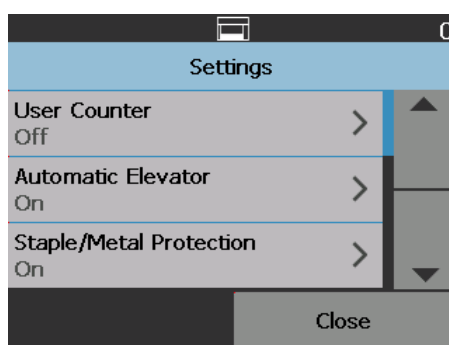 Settings
User Counter
Off
Automatic Elevator
On
Staple/Metal Protection
On
Close